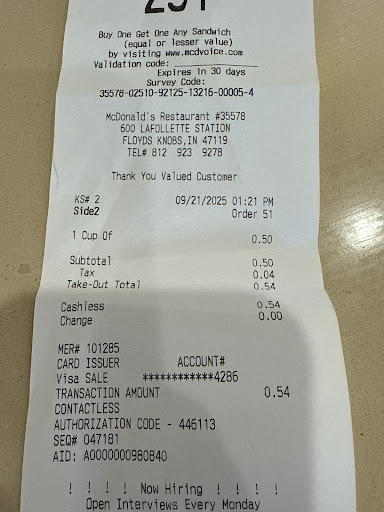 Buy One Get One Any Sandwich
(equal or lesser value)
by visiting www.mcdvoice.com
Validation code: 
Expires in 30 days
Survey Code:
35578-02510-92125-13216-00005-4
McDonald's Restaurant #35578
600 LAFOLLETTE STATION
FLOYDS KNOBS,IN 47119
TEL# 812 923 9278
Thank You Valued Customer
KS# 2 09/21/2025 01:21 PM
Side2 Order 51
1 Cup Of 0.50
Subtotal 0.50
Tax 0.04
Take-Out Total 0.54
Cashless 0.54
Change 0.00
MER# 101285
CARD ISSUER ACCOUNT#
Visa SALE ************4286
TRANSACTION AMOUNT 0.54
CONTACTLESS
AUTHORIZATION CODE - 446113
SEQ# 047181
AID: A0000000980840
! ! ! ! Now Hiring ! ! ! !
Open Interviews Every Monday